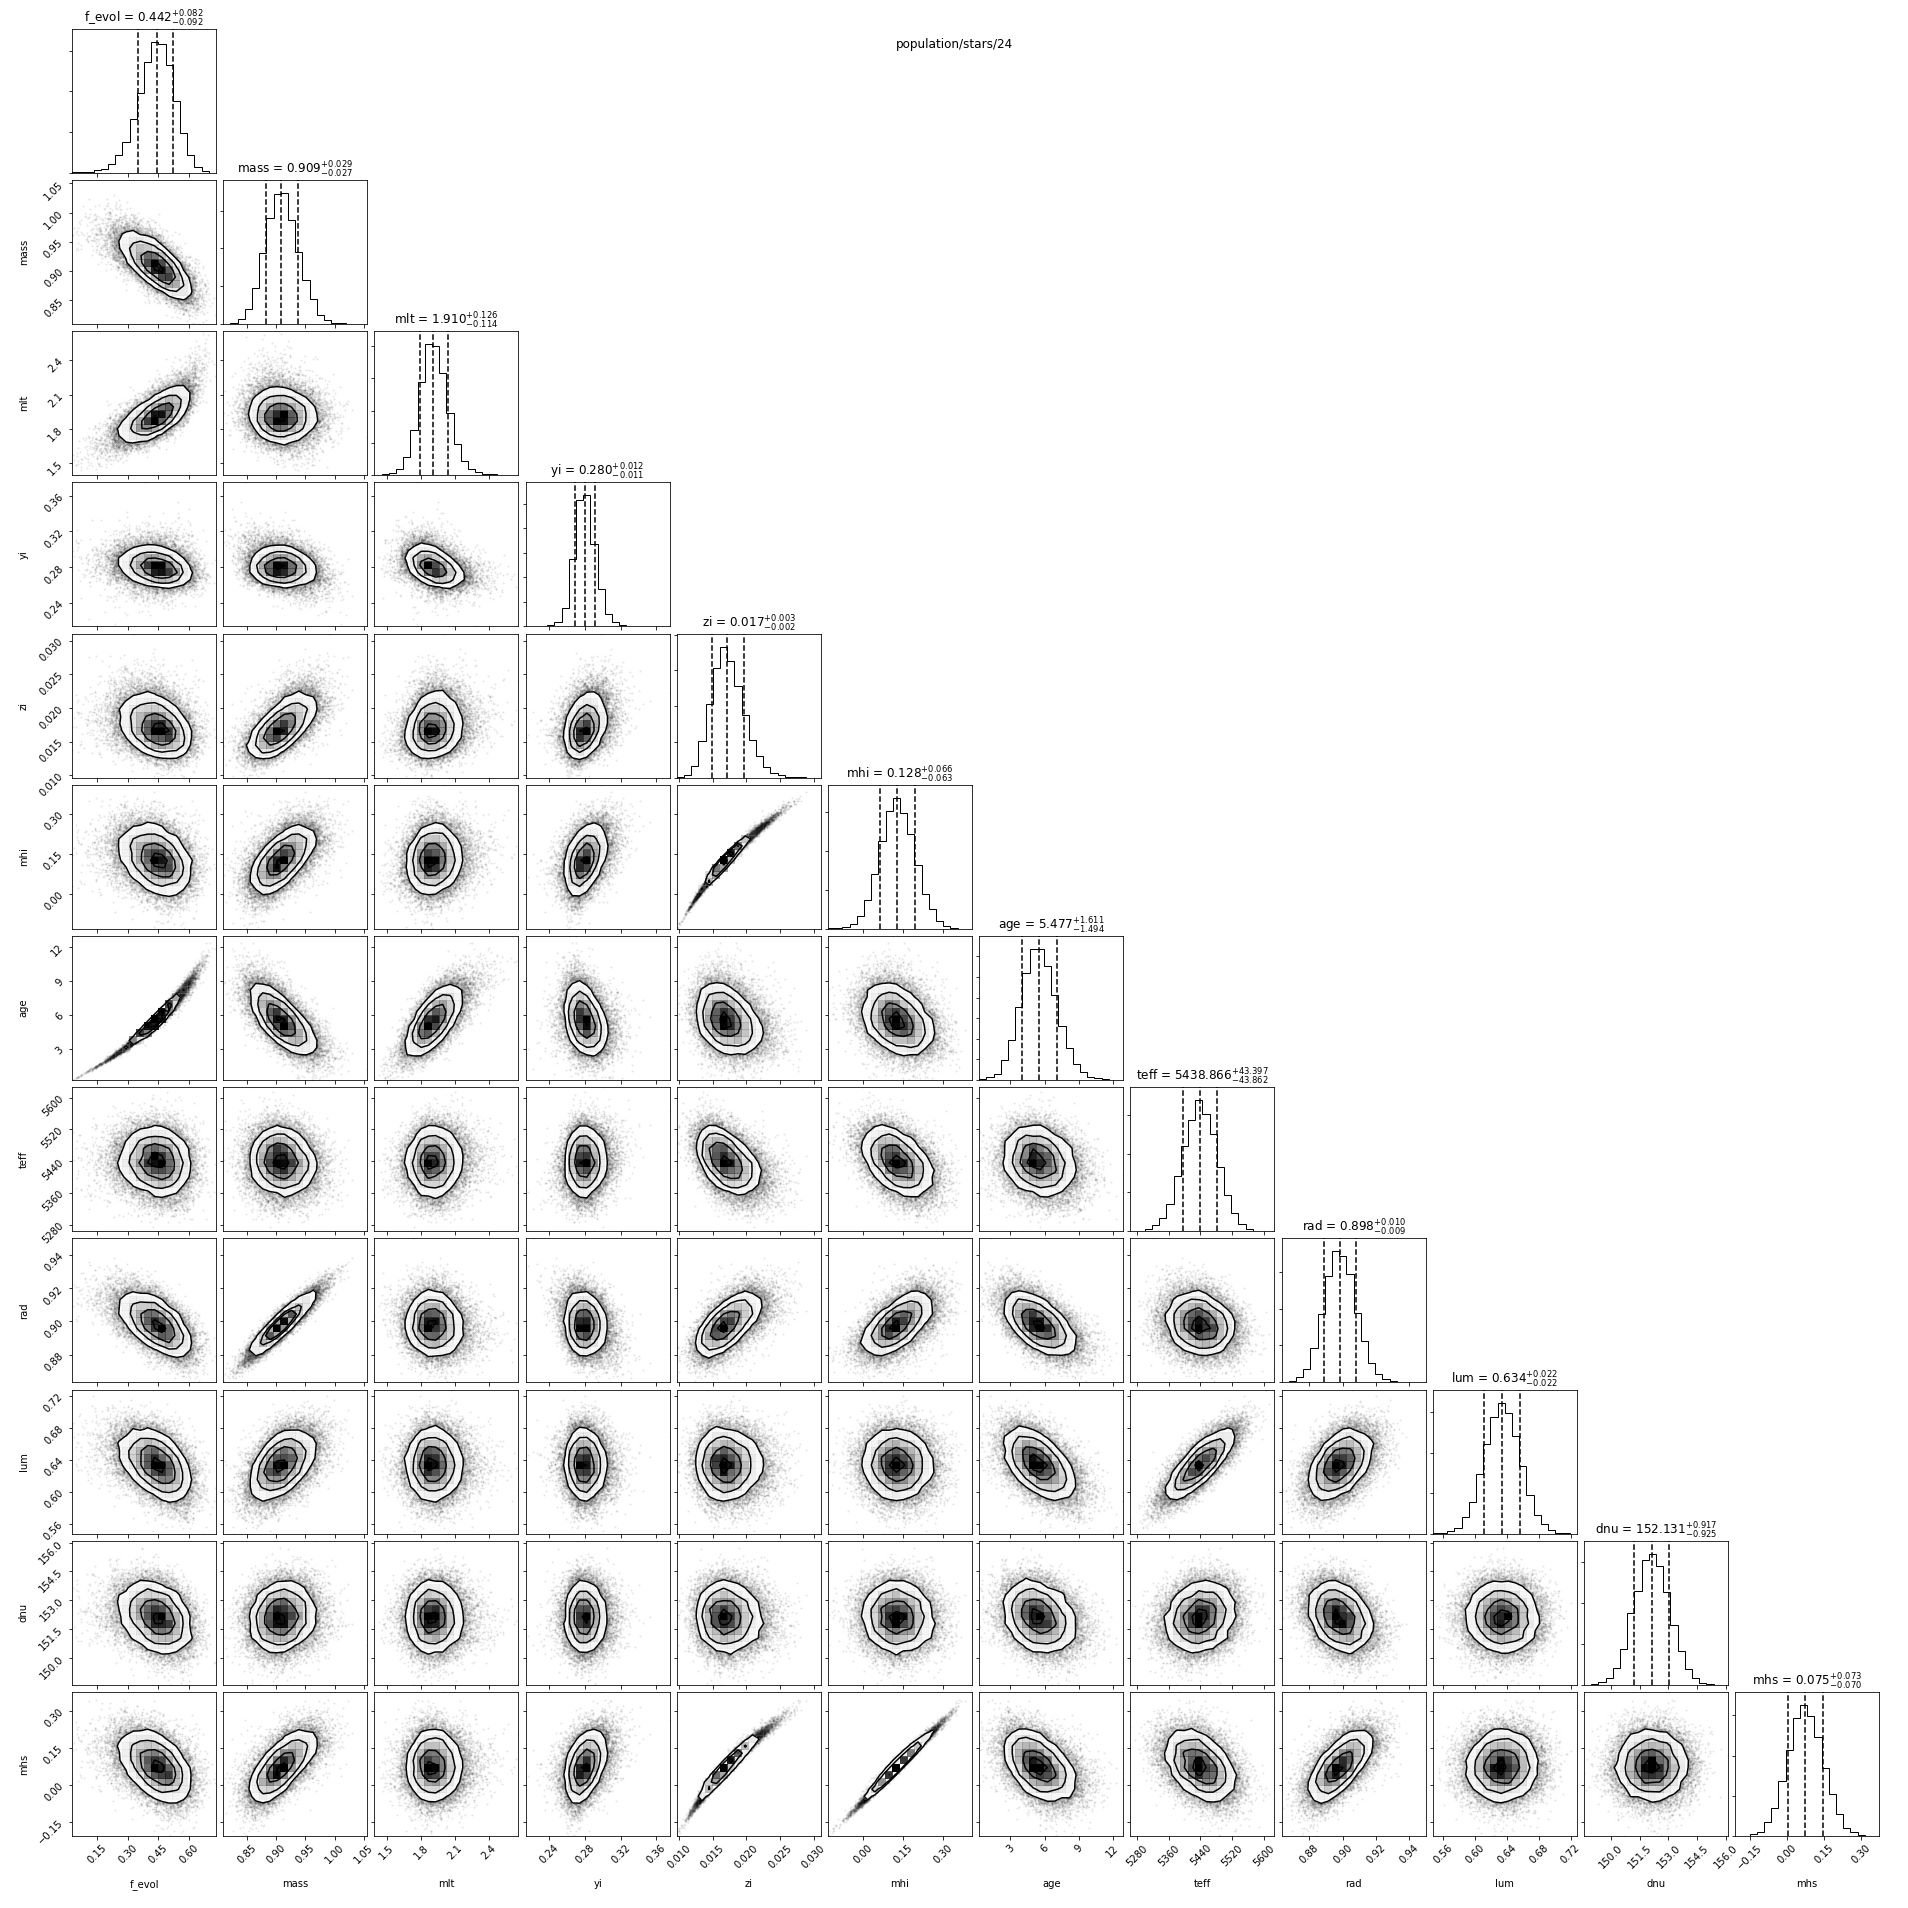 f_evol = 0.442+0.082 −0.092
population/stars/24
mass = 0.909+0.029 −0.027
1.05
1.00
0.95
0.90
0.85
mass
mlt = 1.910+0.126 −0.114
2.4
2.1
1.8
1.5
mlt
yi = 0.280+0.012 −0.011
0.36
0.32
0.28
0.24
yi
zi = 0.017+0.003 −0.002
0.030
0.025
0.020
0.015
0.010
zi
mhi = 0.128+0.066 −0.063
0.30
0.15
0.00
mhi
age = 5.477+1.611 −1.494
12
9
6
3
age
teff = 5438.866+43.397 −43.862
5600
5520
5440
5360
5280
teff
rad = 0.898+0.010 −0.009
0.94
0.92
0.90
0.88
rad
lum = 0.634+0.022 −0.022
0.72
0.68
0.64
0.60
0.56
lum
dnu = 152.131+0.917 −0.925
156.0
154.5
153.0
151.5
150.0
dnu
mhs = 0.075+0.073 −0.070
0.30
0.15
0.00
−0.15
mhs
0.15 0.30 0.45 0.60 0.85 0.90 0.95 1.00 1.05 1.5 1.8 2.1 2.4 0.24 0.28 0.32 0.36 0.010 0.015 0.020 0.025 0.030 0.00 0.15 0.30 3 6 9 12 5280 5360 5440 5520 5600 0.88 0.90 0.92 0.94 0.56 0.60 0.64 0.68 0.72 150.0 151.5 153.0 154.5 156.0 −0.15 0.00 0.15 0.30
f_evol mass mlt yi zi mhi age teff rad lum dnu mhs